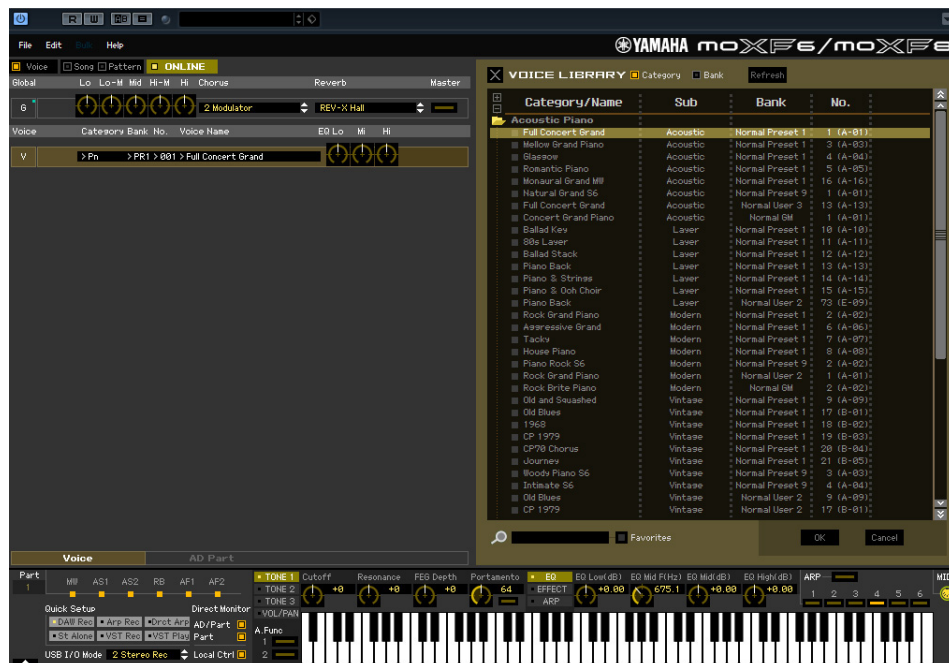 R W
File Edit Bulk Help
YAMAHA MOXF6/MOXF8
Voice Song Pattern ONLINE
Global Lo Lo-M Mid Hi-M Hi Chorus Reverb Master
G 2 Modulator REV-X Hall
Voice Category Bank No. Voice Name EQ Lo Mi Hi
V >Pn >PR1 >001 >Full Concert Grand
VOICE LIBRARY Category Bank Refresh
Category/Name Sub Bank No.
Acoustic Piano
Full Concert Grand Acoustic Normal Preset 1 1 (A-01)
Mellow Grand Piano Acoustic Normal Preset 1 3 (A-03)
Glasgow Acoustic Normal Preset 1 4 (A-04)
Romantic Piano Acoustic Normal Preset 1 5 (A-05)
Monaural Grand MW Acoustic Normal Preset 1 16 (A-16)
Natural Grand S6 Acoustic Normal Preset 9 1 (A-01)
Full Concert Grand Acoustic Normal User 3 13 (A-13)
Concert Grand Piano Acoustic Normal GM 1 (A-01)
Ballad Key Layer Normal Preset 1 10 (A-10)
80s Layer Layer Normal Preset 1 11 (A-11)
Ballad Stack Layer Normal Preset 1 12 (A-12)
Piano Back Layer Normal Preset 1 13 (A-13)
Piano & Strings Layer Normal Preset 1 14 (A-14)
Piano & Ooh Choir Layer Normal Preset 1 15 (A-15)
Piano Back Layer Normal User 2 73 (E-09)
Rock Grand Piano Modern Normal Preset 1 2 (A-02)
Aggressive Grand Modern Normal Preset 1 6 (A-06)
Tacky Modern Normal Preset 1 7 (A-07)
House Piano Modern Normal Preset 1 8 (A-08)
Piano Rock S6 Modern Normal Preset 9 2 (A-02)
Rock Grand Piano Modern Normal User 2 1 (A-01)
Rock Brite Piano Modern Normal GM 2 (A-02)
Old and Squashed Vintage Normal Preset 1 9 (A-09)
Old Blues Vintage Normal Preset 1 17 (B-01)
1968 Vintage Normal Preset 1 18 (B-02)
CP 1979 Vintage Normal Preset 1 19 (B-03)
CP70 Chorus Vintage Normal Preset 1 20 (B-04)
Journey Vintage Normal Preset 1 21 (B-05)
Woody Piano S6 Vintage Normal Preset 9 3 (A-03)
Intimate S6 Vintage Normal Preset 9 4 (A-04)
Old Blues Vintage Normal User 2 9 (A-09)
CP 1979 Vintage Normal User 2 17 (B-01)
Favorites OK Cancel
Voice AD Part
Part MW AS1 AS2 RB AF1 AF2
1
Quick Setup Direct Monitor
DAW Rec Arp Rec Drct Arp AD/Part
St Alone VST Rec VST Play Part
USB I/O Mode 2 Stereo Rec Local Ctrl
TONE 1 Cutoff Resonance FEG Depth Portamento EQ EQ Low(dB) EQ Mid F(Hz) EQ Mid(dB) EQ High(dB) ARP MID
TONE 2 +0 +0 +0 64 EFFECT +0.00 675.1 +0.00 +0.00
TONE 3 ARP 1 2 3 4 5 6
VOL/PAN
A.Func
1
2